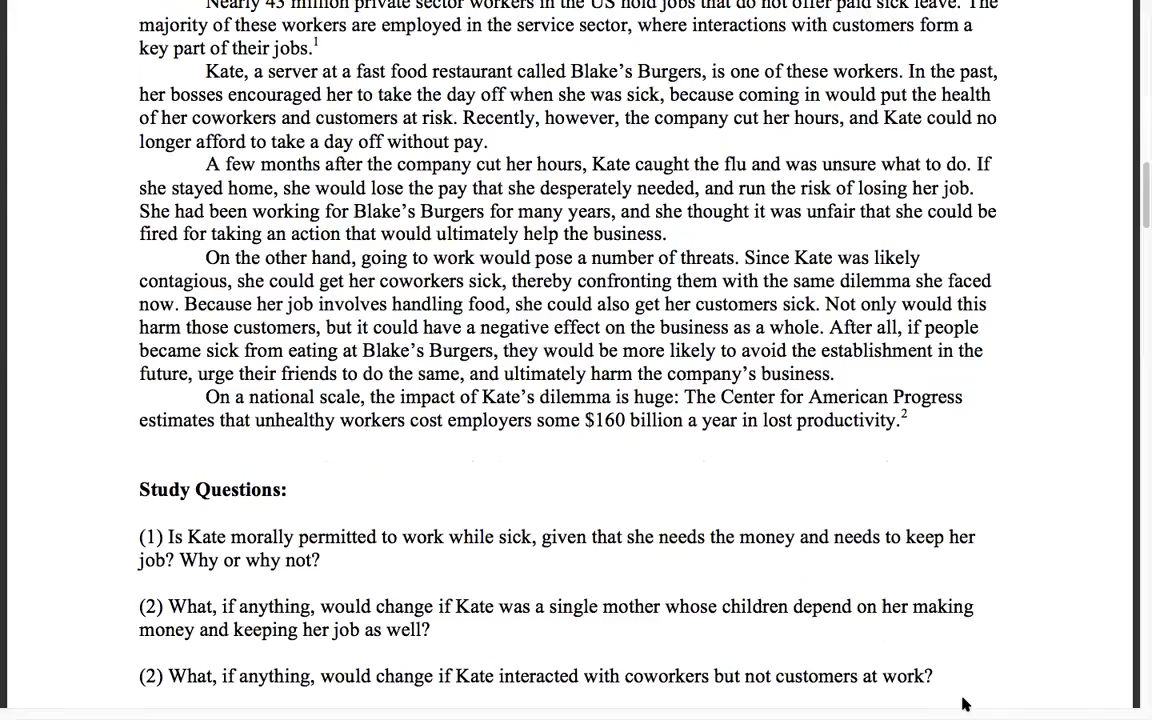 Nearly 43 million private sector workers in the US hold jobs that do not offer paid sick leave. The
majority of these workers are employed in the service sector, where interactions with customers form a
key part of their jobs.¹
Kate, a server at a fast food restaurant called Blake’s Burgers, is one of these workers. In the past,
her bosses encouraged her to take the day off when she was sick, because coming in would put the health
of her coworkers and customers at risk. Recently, however, the company cut her hours, and Kate could no
longer afford to take a day off without pay.
A few months after the company cut her hours, Kate caught the flu and was unsure what to do. If
she stayed home, she would lose the pay that she desperately needed, and run the risk of losing her job.
She had been working for Blake’s Burgers for many years, and she thought it was unfair that she could be
fired for taking an action that would ultimately help the business.
On the other hand, going to work would pose a number of threats. Since Kate was likely
contagious, she could get her coworkers sick, thereby confronting them with the same dilemma she faced
now. Because her job involves handling food, she could also get her customers sick. Not only would this
harm those customers, but it could have a negative effect on the business as a whole. After all, if people
became sick from eating at Blake’s Burgers, they would be more likely to avoid the establishment in the
future, urge their friends to do the same, and ultimately harm the company’s business.
On a national scale, the impact of Kate’s dilemma is huge: The Center for American Progress
estimates that unhealthy workers cost employers some $160 billion a year in lost productivity.²
Study Questions:
(1) Is Kate morally permitted to work while sick, given that she needs the money and needs to keep her
job? Why or why not?
(2) What, if anything, would change if Kate was a single mother whose children depend on her making
money and keeping her job as well?
(2) What, if anything, would change if Kate interacted with coworkers but not customers at work?